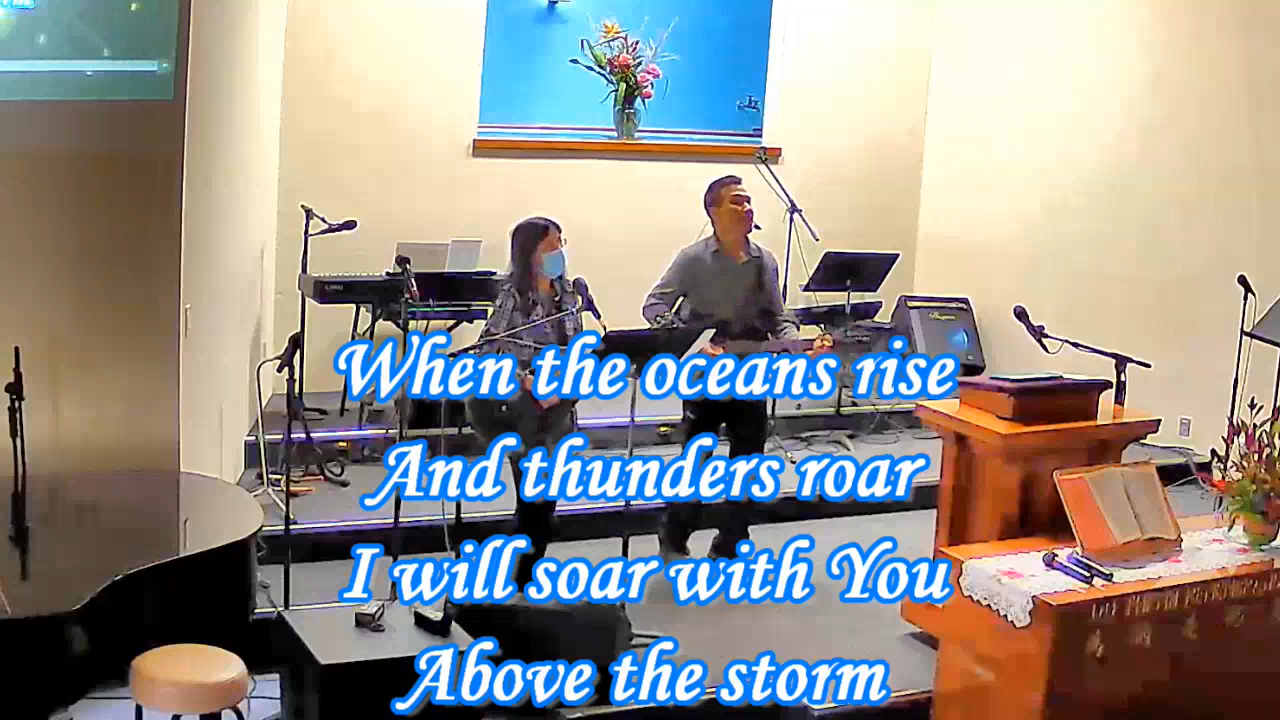 When the oceans rise
And thunders roar
I will soar with You
Above the storm